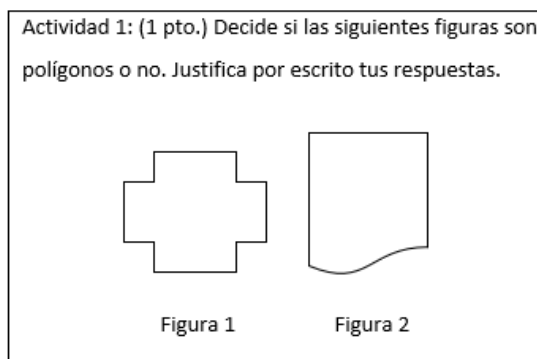 Actividad 1: (1 pto.) Decide si las siguientes figuras son
polígonos o no. Justifica por escrito tus respuestas.
Figura 1 Figura 2